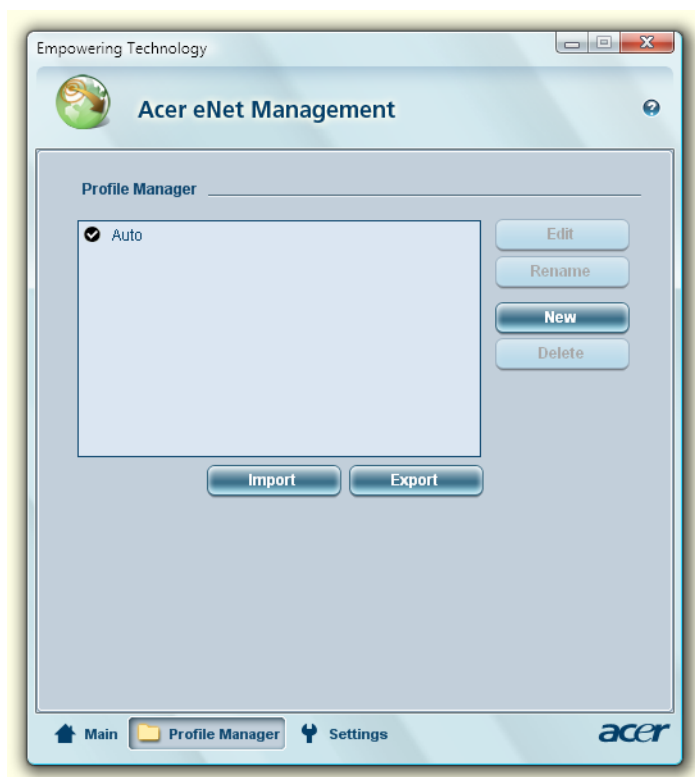 Empowering Technology
Acer eNet Management
Profile Manager
Auto
Edit
Rename
New
Delete
Import Export
Main Profile Manager Settings acer